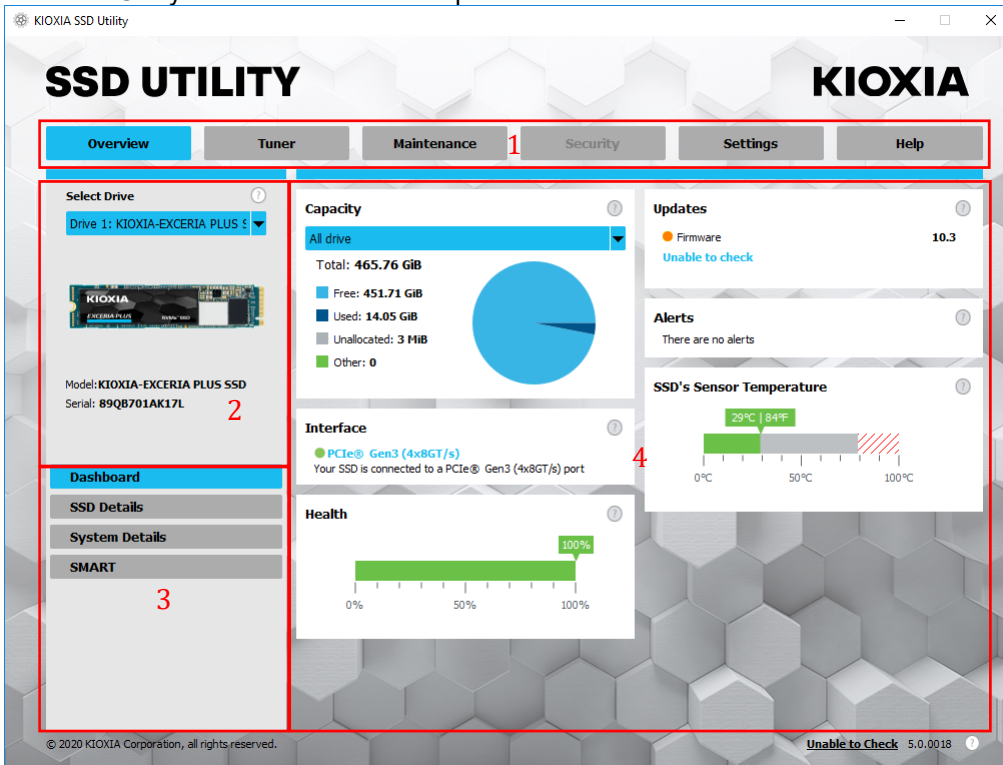 KIOXIA SSD Utility
SSD UTILITY
KIOXIA
Overview
Tuner
Maintenance
1
Security
Settings
Help
Select Drive
?
Drive 1: KIOXIA-EXCERIA PLUS S
KIOXIA
EXCERIA PLUS
NVMe™ SSD
Model:KIOXIA-EXCERIA PLUS SSD
Serial: 89QB701AK17L
2
Dashboard
SSD Details
System Details
SMART
3
Capacity
?
All drive
Total: 465.76 GiB
Free: 451.71 GiB
Used: 14.05 GiB
Unallocated: 3 MiB
Other: 0
Interface
?
PCIe® Gen3 (4x8GT/s)
Your SSD is connected to a PCIe® Gen3 (4x8GT/s) port
4
Health
?
100%
0% 50% 100%
Updates
?
Firmware 10.3
Unable to check
Alerts
?
There are no alerts
SSD's Sensor Temperature
?
29°C | 84°F
0°C 50°C 100°C
© 2020 KIOXIA Corporation, all rights reserved.
Unable to Check 5.0.0018 ?